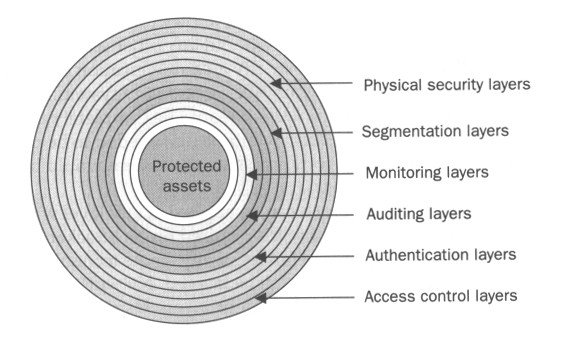 Physical security layers
Segmentation layers
Protected
assets
Monitoring layers
Auditing layers
Authentication layers
Access control layers